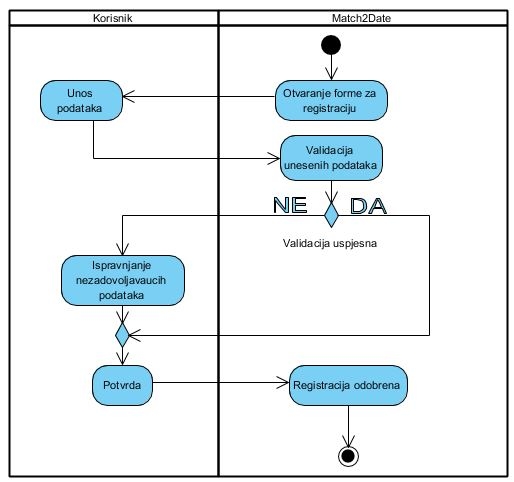 Korisnik
Match2Date
Otvaranje forme za
registraciju
Unos
podataka
Validacija
unesenih podataka
NE
DA
Validacija uspjesna
Ispravnjanje
nezadovoljavaucih
podataka
Potvrda
Registracija odobrena